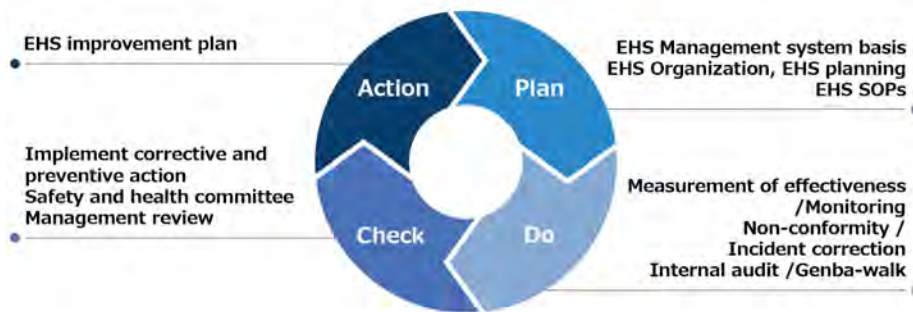 EHS improvement plan
Action
Plan
EHS Management system basis
EHS Organization, EHS planning
EHS SOPs
Implement corrective and
preventive action
Safety and health committee
Management review
Check
Do
Measurement of effectiveness
/Monitoring
Non-conformity /
Incident correction
Internal audit /Genba-walk